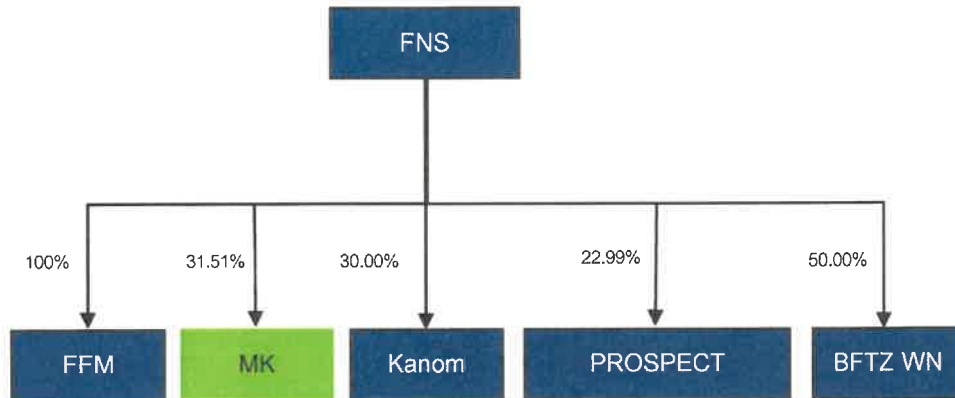 FNS
100%
31.51%
30.00%
22.99%
50.00%
FFM
MK
Kanom
PROSPECT
BFTZ WN